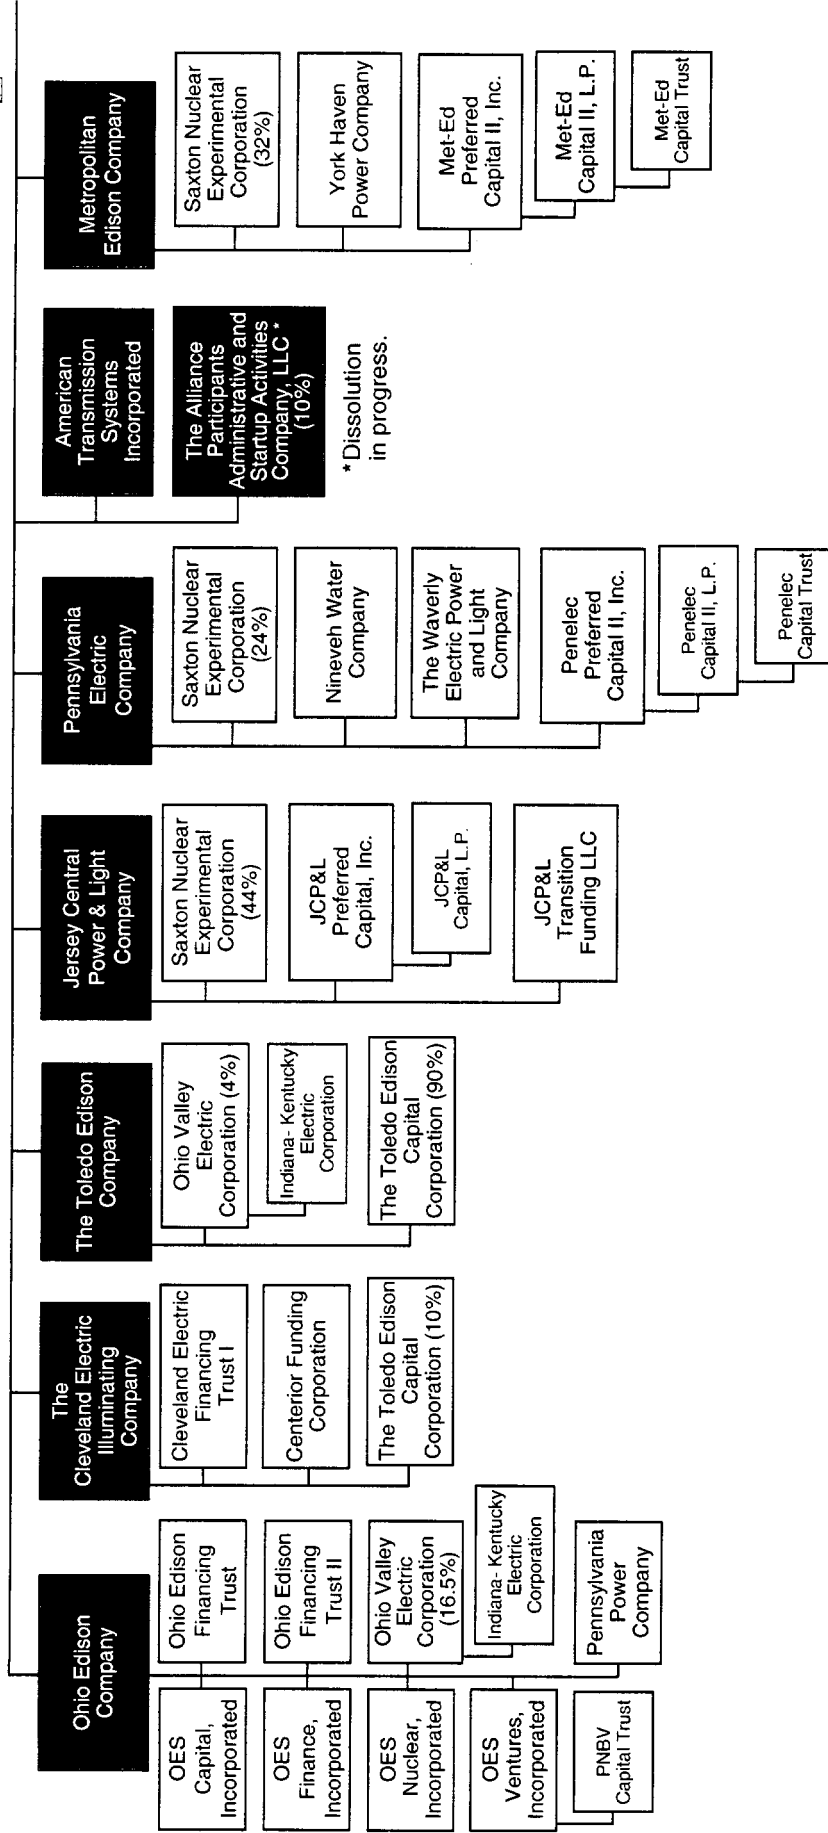 Ohio Edison
Company
OES
Capital,
Incorporated
Ohio Edison
Financing
Trust
OES
Finance,
Incorporated
Ohio Edison
Financing
Trust II
OES
Nuclear,
Incorporated
Ohio Valley
Electric
Corporation
(16.5%)
Indiana- Kentucky
Electric
Corporation
OES
Ventures,
Incorporated
PNBV
Capital Trust
Pennsylvania
Power
Company
The
Cleveland Electric
Illuminating
Company
Cleveland Electric
Financing
Trust I
Centerior Funding
Corporation
The Toledo Edison
Capital
Corporation (10%)
The Toledo Edison
Company
Ohio Valley
Electric
Corporation (4%)
Indiana- Kentucky
Electric
Corporation
The Toledo Edison
Capital
Corporation (90%)
Jersey Central
Power & Light
Company
Saxton Nuclear
Experimental
Corporation
(44%)
JCP&L
Preferred
Capital, Inc.
JCP&L
Capital, L.P.
JCP&L
Transition
Funding LLC
Pennsylvania
Electric
Company
Saxton Nuclear
Experimental
Corporation
(24%)
Nineveh Water
Company
The Waverly
Electric Power
and Light
Company
Penelec
Preferred
Capital II, Inc.
Penelec
Capital II, L.P.
Penelec
Capital Trust
American
Transmission
Systems
Incorporated
The Alliance
Participants
Administrative and
Startup Activities
Company, LLC *
(10%)
*Dissolution
in progress.
Metropolitan
Edison Company
Saxton Nuclear
Experimental
Corporation
(32%)
York Haven
Power Company
Met-Ed
Preferred
Capital II, Inc.
Met-Ed
Capital II, L.P.
Met-Ed
Capital Trust